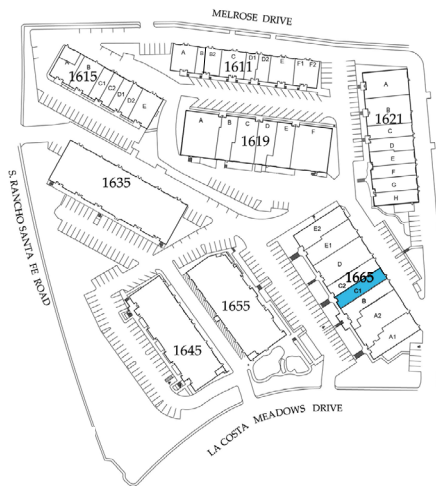 MELROSE DRIVE
A B S2 C D1 D2 E F1 F2
1611
A B C1 C2 D1 D2 E
1615
A B C D E F
1619
A
B
1621
C
D
E
F
G
H
1635
S. RANCHO SANTA FE ROAD
E2
E1
D
1665
C2 C1
B
A2
A1
1655
1645
LA COSTA MEADOWS DRIVE